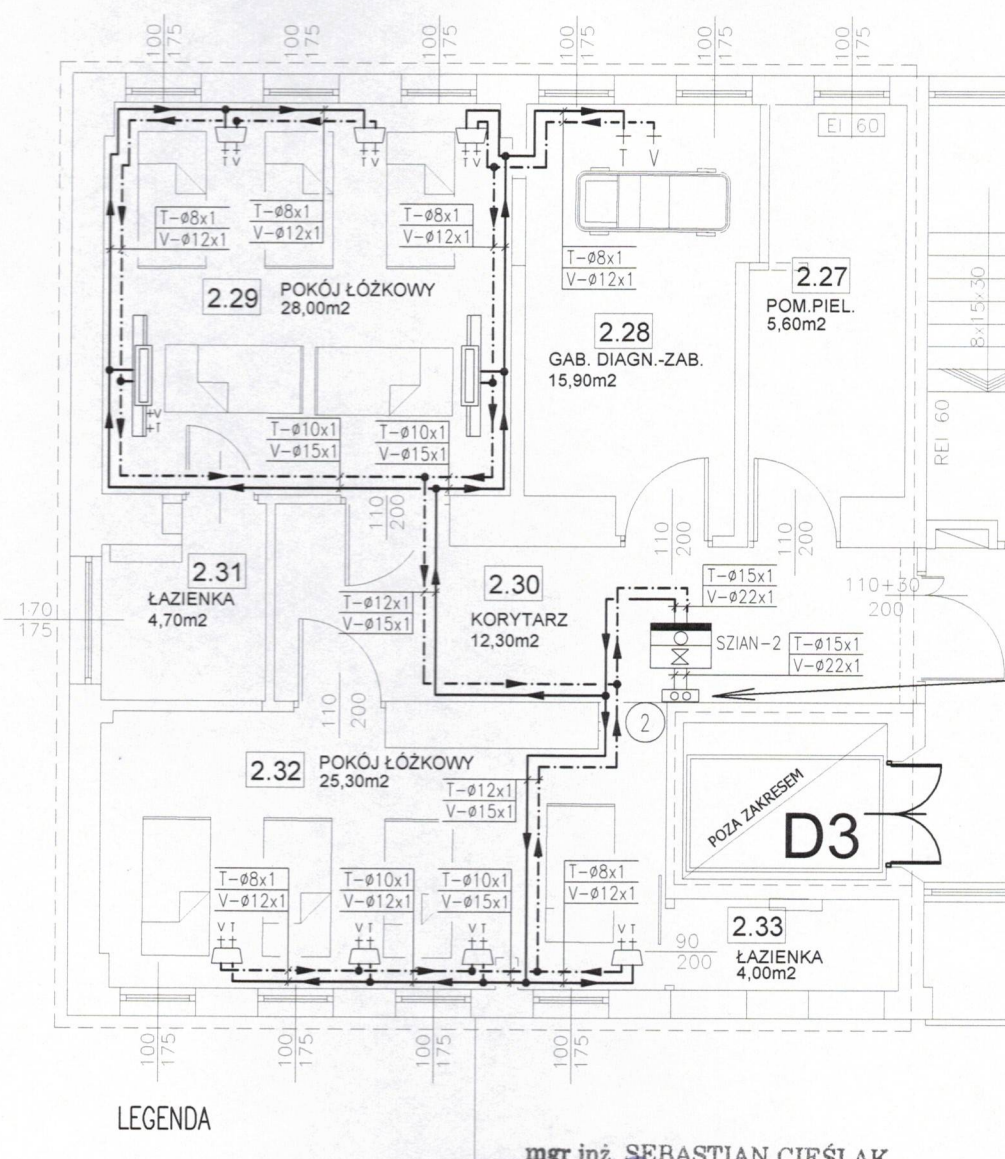 100
175
100
175
100
175
100
175
100
175
100
175
EI 60
T V
T V
T V
T V
T-ø8x1
V-ø12x1
T-ø8x1
V-ø12x1
T-ø8x1
V-ø12x1
T-ø8x1
V-ø12x1
2.29 POKÓJ ŁÓŻKOWY
28,00m2
2.27
POM.PIEL.
5,60m2
8x15x30
2.28
GAB. DIAGN.-ZAB.
15,90m2
+V
+T
T-ø10x1
V-ø15x1
T-ø10x1
V-ø15x1
REI 60
110
200
110
200
110
200
2.31
ŁAZIENKA
4,70m2
170
175
T-ø12x1
V-ø15x1
2.30
KORYTARZ
12,30m2
T-ø15x1
V-ø22x1
110+30
200
SZIAN-2
T-ø15x1
V-ø22x1
110
200
2
2.32 POKÓJ ŁÓŻKOWY
25,30m2
T-ø12x1
V-ø15x1
POZA ZAKRESEM
D3
T-ø8x1
V-ø12x1
T-ø10x1
V-ø12x1
T-ø10x1
V-ø15x1
T-ø8x1
V-ø12x1
V T
V T
V T
V T
90
200
2.33
ŁAZIENKA
4,00m2
100
175
100
175
100
175
100
175
LEGENDA
mgr inż. SEBASTIAN CIEŚLAK